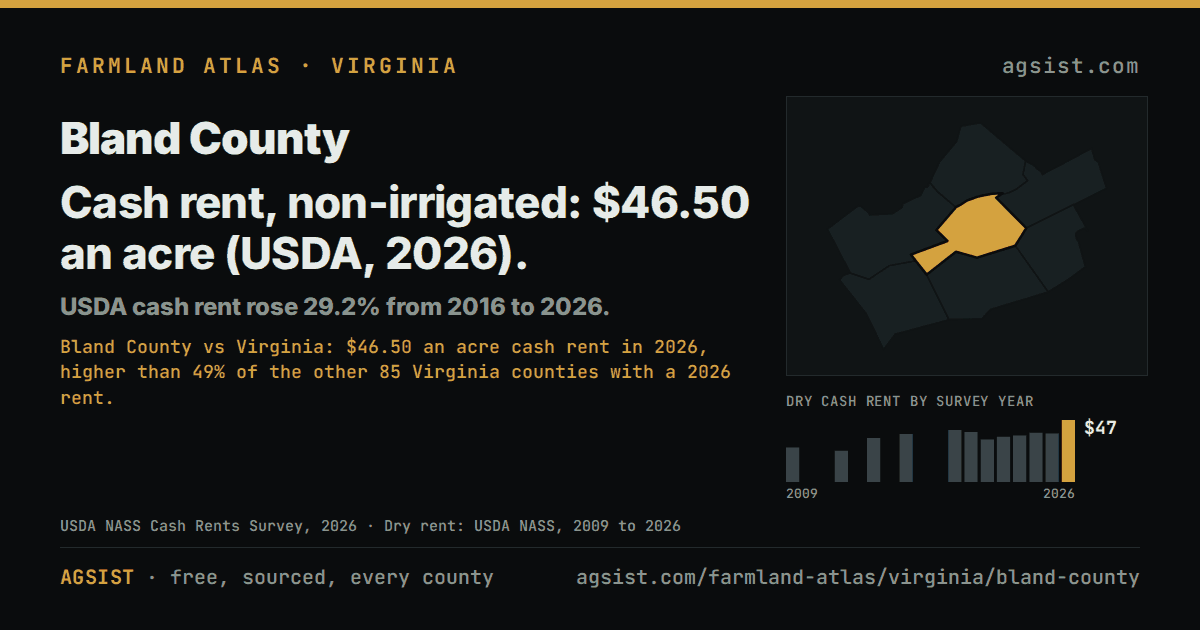 FARMLAND ATLAS · VIRGINIA
agsist.com
Bland County
Cash rent, non-irrigated: $46.50
an acre (USDA, 2026).
USDA cash rent rose 29.2% from 2016 to 2026.
Bland County vs Virginia: $46.50 an acre cash rent in 2026,
higher than 49% of the other 85 Virginia counties with a 2026
rent.
DRY CASH RENT BY SURVEY YEAR
$47
2009
2026
USDA NASS Cash Rents Survey, 2026 · Dry rent: USDA NASS, 2009 to 2026
AGSIST · free, sourced, every county
agsist.com/farmland-atlas/virginia/bland-county